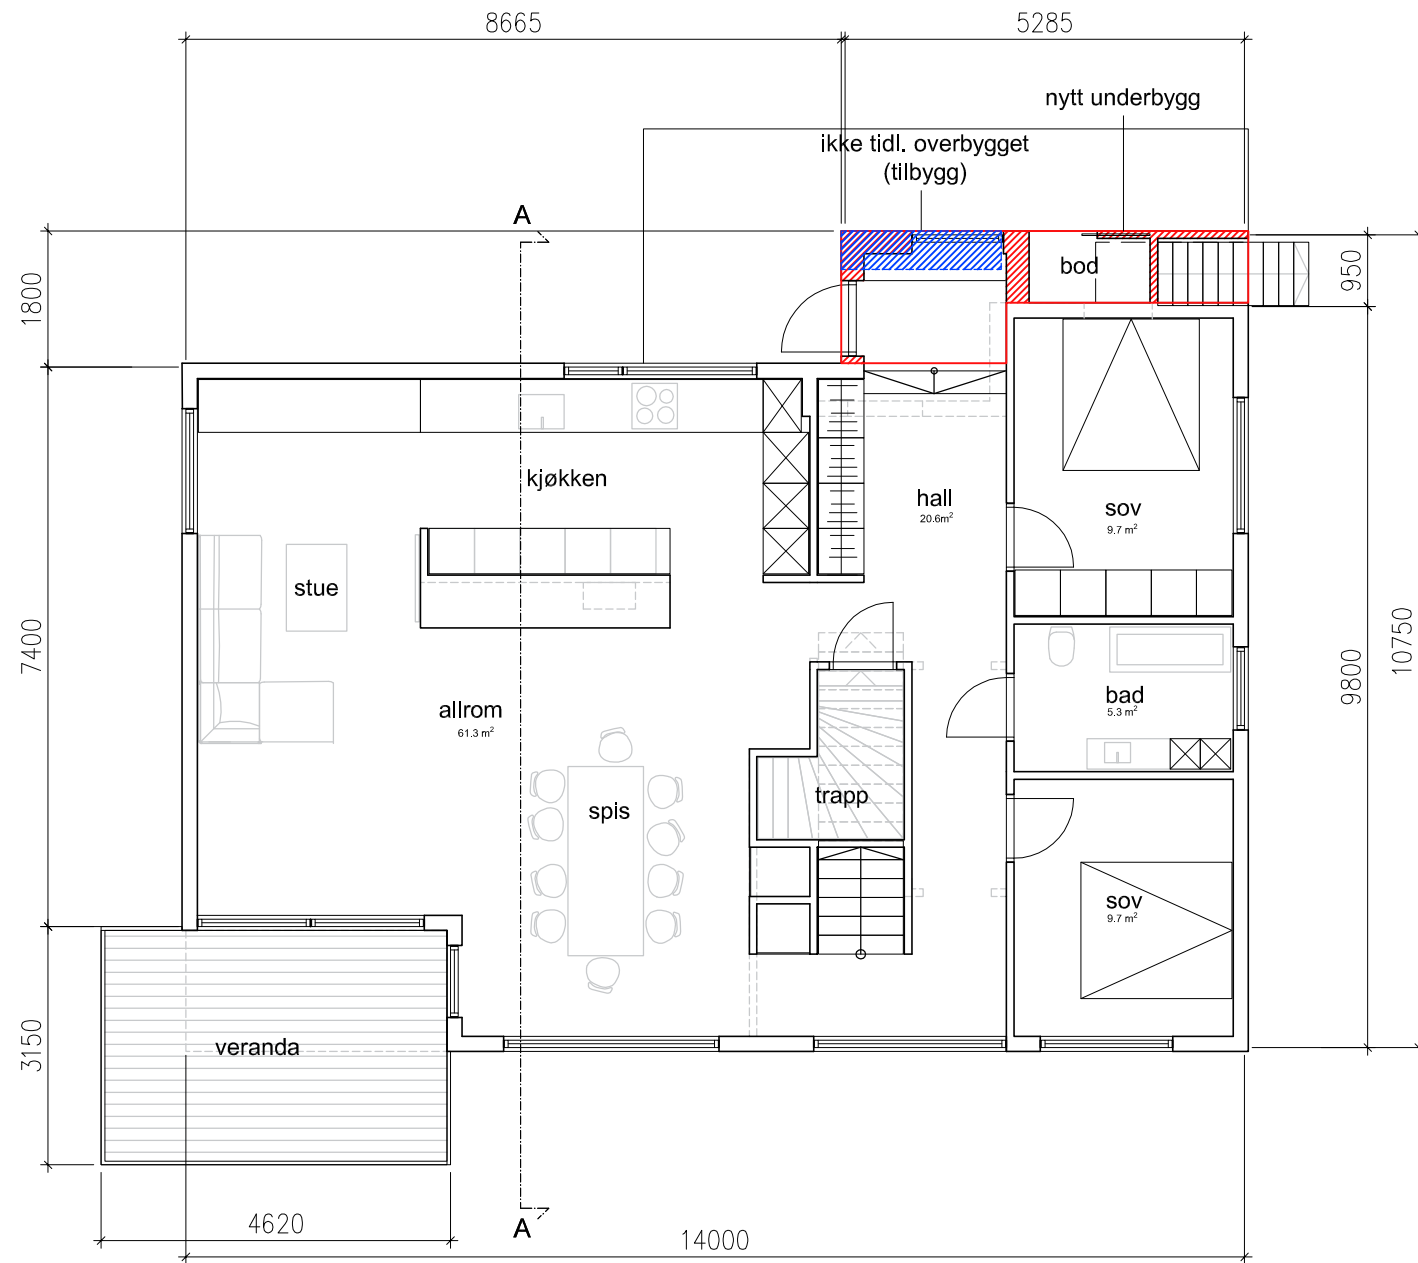 8665
5285
nytt underbygg
ikke tidl. overbygget
(tilbygg)
A
bod
1800
950
kjøkken
hall
20.6m²
sov
9.7 m²
stue
7400
9800
10750
allrom
61.3 m²
bad
5.3 m²
spis
trapp
sov
9.7 m²
veranda
3150
4620
A
14000